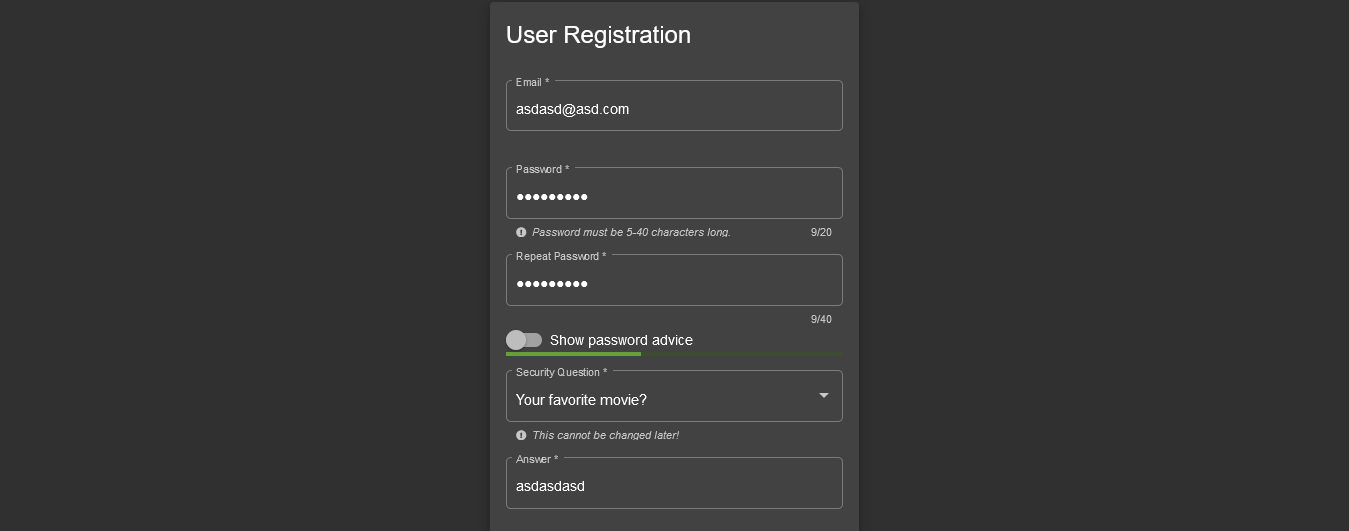 User Registration
Email *
asdasd@asd.com
Password *
•••••••••
Password must be 5-40 characters long. 9/20
Repeat Password *
•••••••••
9/40
Show password advice
Security Question *
Your favorite movie?
This cannot be changed later!
Answer *
asdasdasd